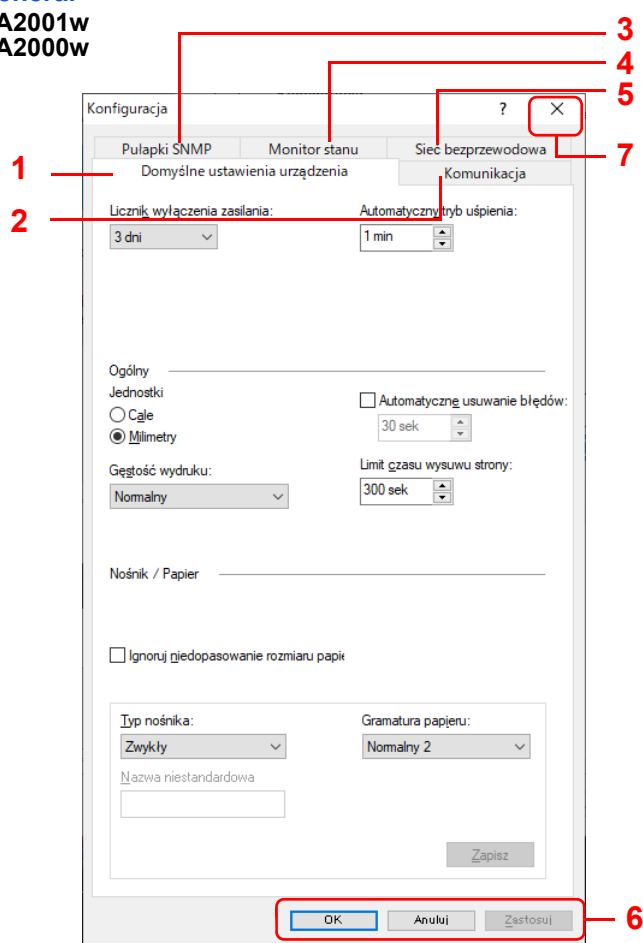 A2001w
A2000w
3
4
5
Konfiguracja ? ×
7
Pułapki SNMP Monitor stanu Sieć bezprzewodowa
1 Domyślne ustawienia urządzenia Komunikacja
2 Licznik wyłączenia zasilania: Automatyczny tryb uśpienia:
3 dni 1 min
Ogólny
Jednostki Automatyczne usuwanie błędów:
Cale 30 sek
Milimetry
Gęstość wydruku: Limit czasu wysuwu strony:
Normalny 300 sek
Nośnik / Papier
Ignoruj niedopasowanie rozmiaru papie
Typ nośnika: Gramatura papieru:
Zwykły Normalny 2
Nazwa niestandardowa
Zapisz
OK Anuluj Zastosuj 6